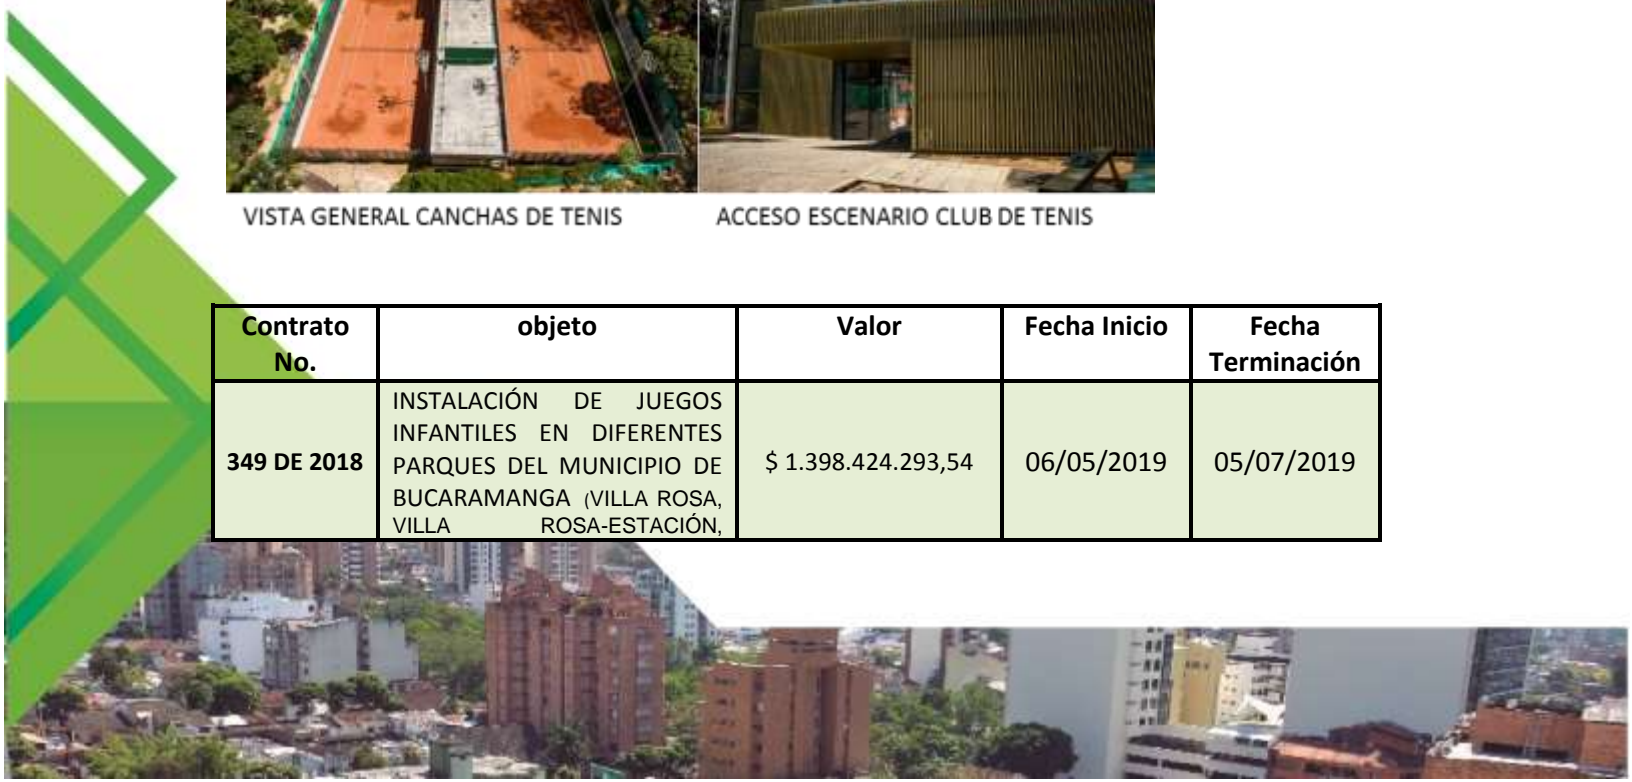 VISTA GENERAL CANCHAS DE TENIS
ACCESO ESCENARIO CLUB DE TENIS
Contrato No.
objeto
Valor
Fecha Inicio
Fecha Terminación
349 DE 2018
INSTALACIÓN DE JUEGOS
INFANTILES EN DIFERENTES
PARQUES DEL MUNICIPIO DE
BUCARAMANGA (VILLA ROSA,
VILLA ROSA-ESTACIÓN,
$ 1.398.424.293,54
06/05/2019
05/07/2019